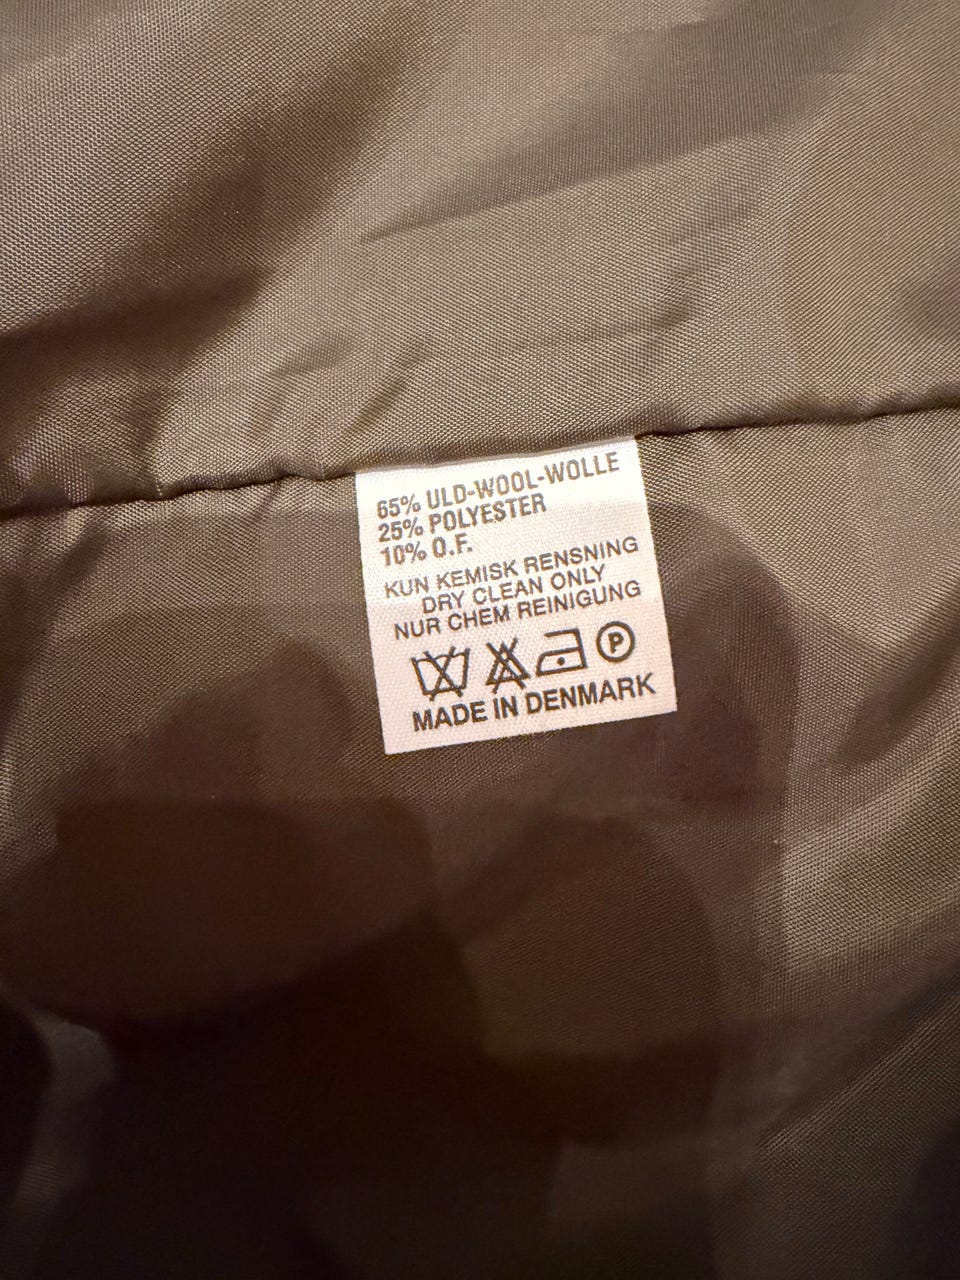 65% ULD-WOOL-WOLLE
25% POLYESTER
10% O.F.
KUN KEMISK RENSNING
DRY CLEAN ONLY
NUR CHEM REINIGUNG
P
MADE IN DENMARK